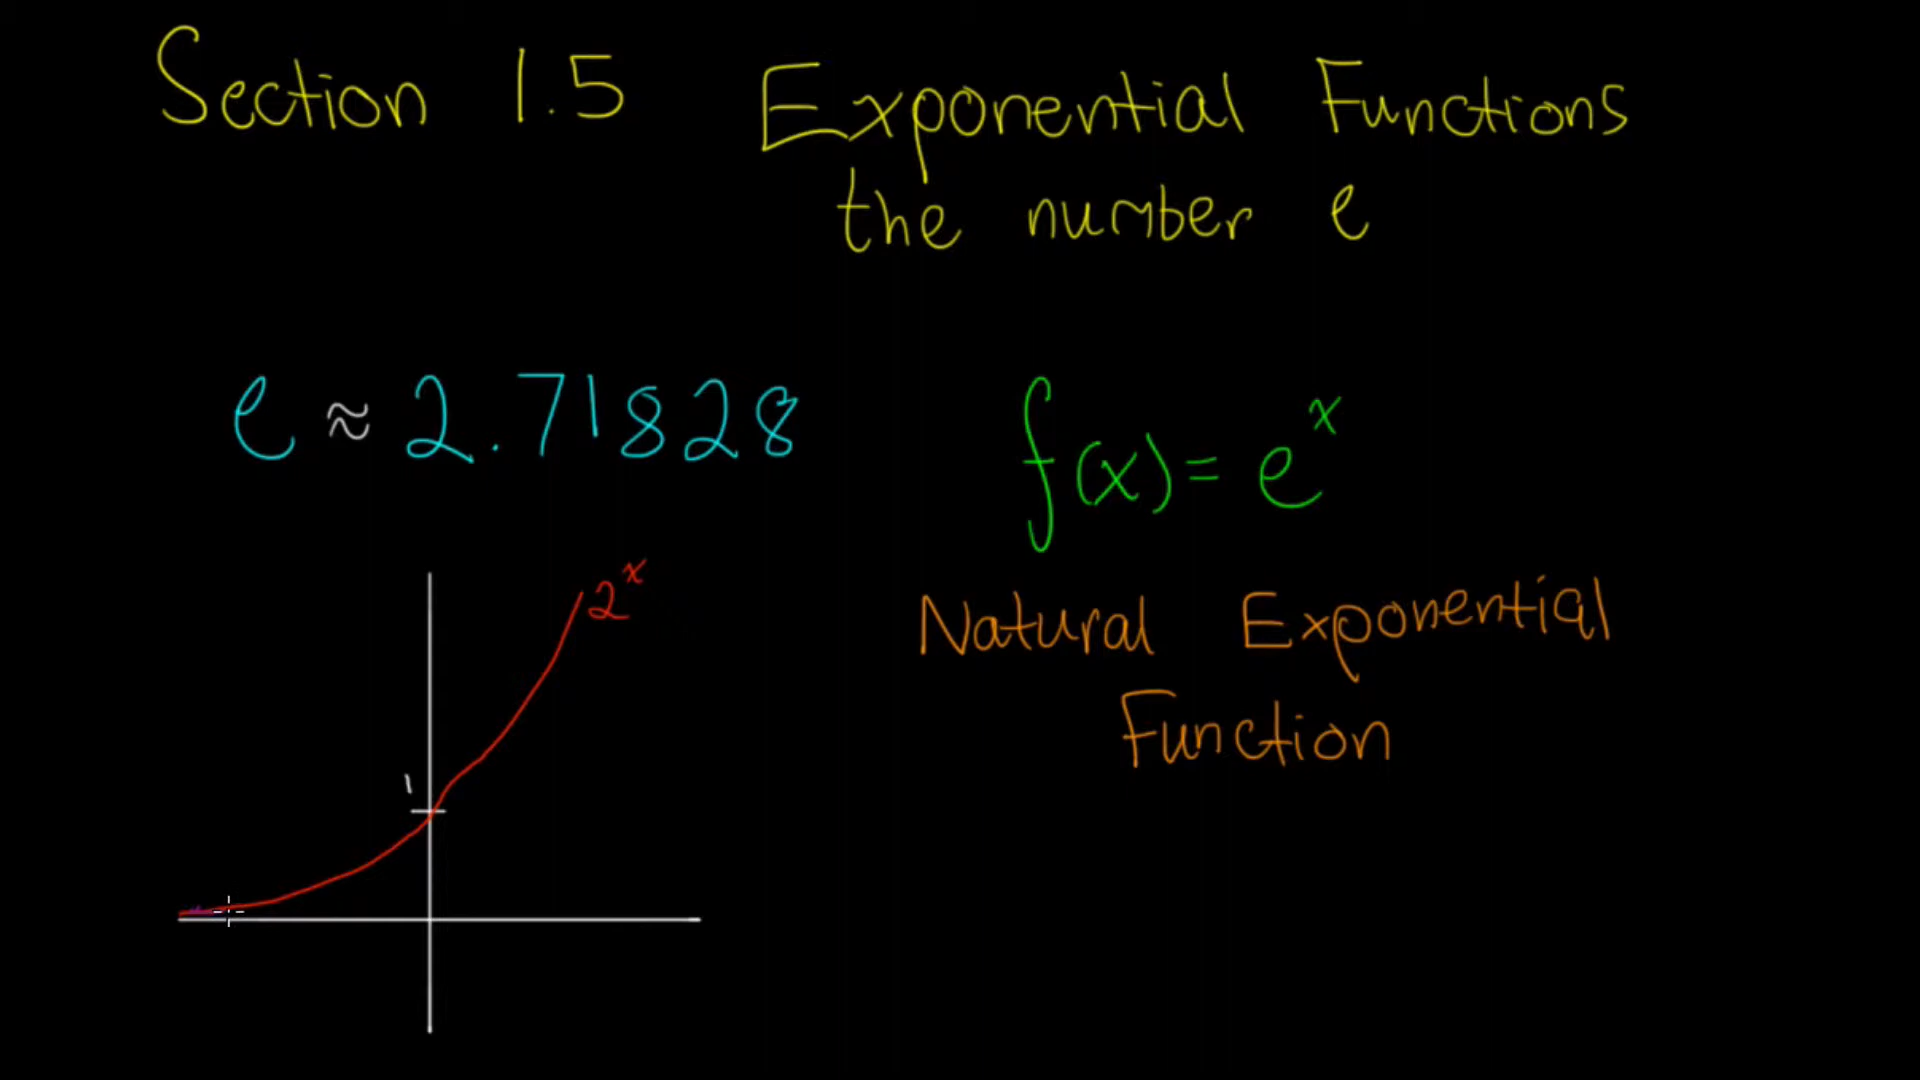 Section 1.5 Exponential Functions
the number e
e ≈ 2.71828
f(x) = e^x
2^x
Natural Exponential
Function
1